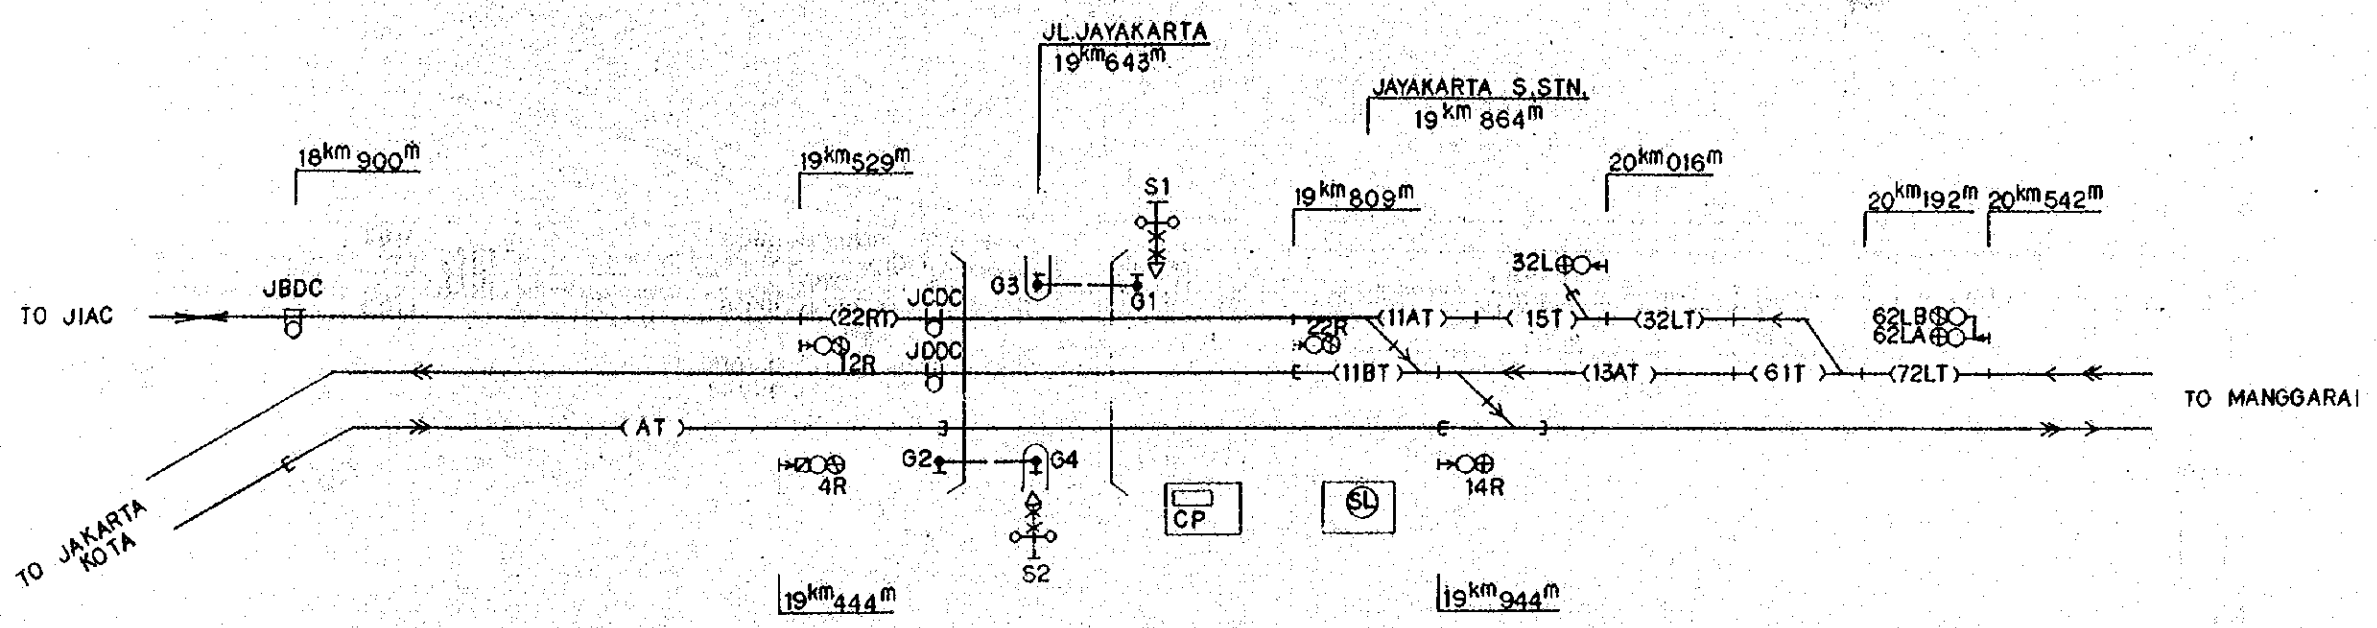 JL.JAYAKARTA
19km643m
JAYAKARTA S.STN.
19km 864m
18km 900m
19km529m
20km016m
S1
19km809m
20km192m
20km542m
32L
JBDC
JCDC
G3
G1
TO JIAC
(22RT)
(11AT)
(15T)
(32LT)
62LB
62LA
22R
12R
JDDC
(11BT)
(13AT)
(61T)
(72LT)
TO MANGGARAI
(AT)
G2
G4
4R
14R
CP
SL
TO JAKARTA
KOTA
S2
19km444m
19km944m